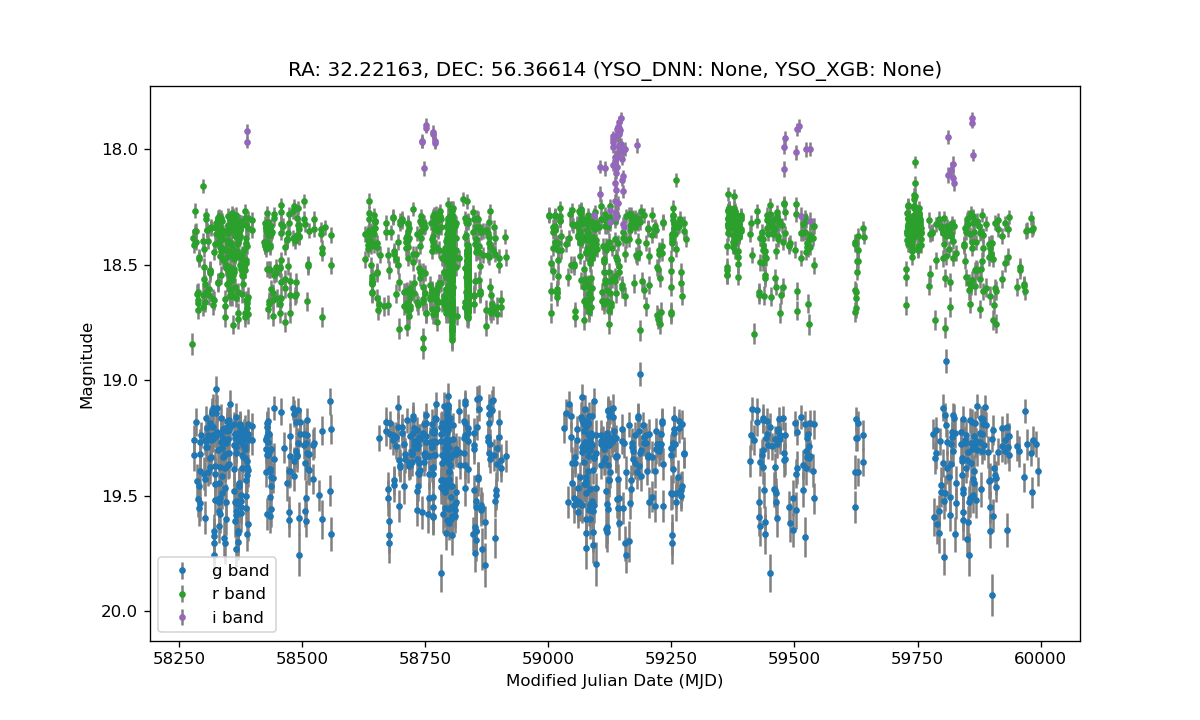 RA: 32.22163, DEC: 56.36614 (YSO_DNN: None, YSO_XGB: None)
Magnitude
18.0
18.5
19.0
19.5
20.0
g band
r band
i band
58250 58500 58750 59000 59250 59500 59750 60000
Modified Julian Date (MJD)